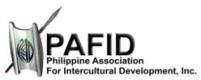 PAFID
Philippine Association
For Intercultural Development, Inc.